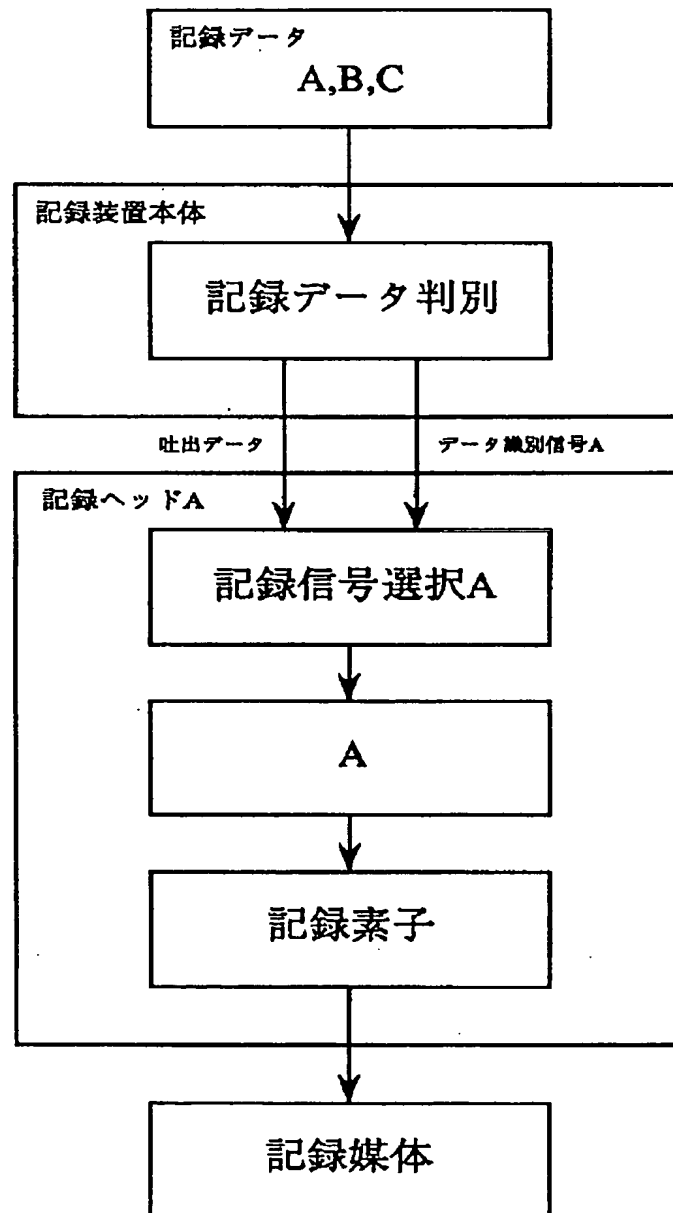 記録データ
A,B,C
記録装置本体
記録データ判別
吐出データ
データ識別信号A
記録ヘッドA
記録信号選択A
A
記録素子
記録媒体